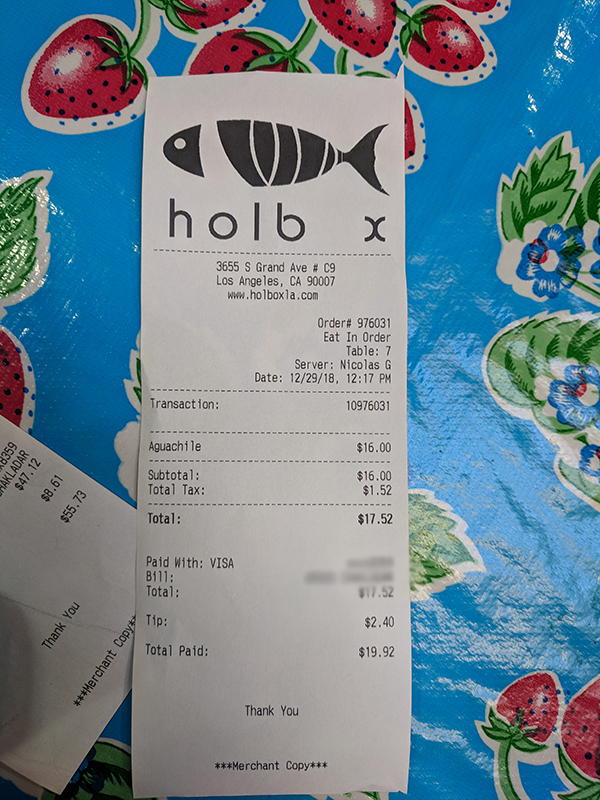 holb x
3655 S Grand Ave # C9
Los Angeles, CA 90007
www.holboxla.com
Order# 976031
Eat In Order
Table: 7
Server: Nicolas G
Date: 12/29/18, 12:17 PM
Transaction: 10976031
Aguachile $16.00
Subtotal: $16.00
Total Tax: $1.52
Total: $17.52
Paid With: VISA
Bill:
Total: $17.52
Tip: $2.40
Total Paid: $19.92
Thank You
***Merchant Copy***
$47.12
$8.61
$55.73
Thank You
***Merchant Copy**